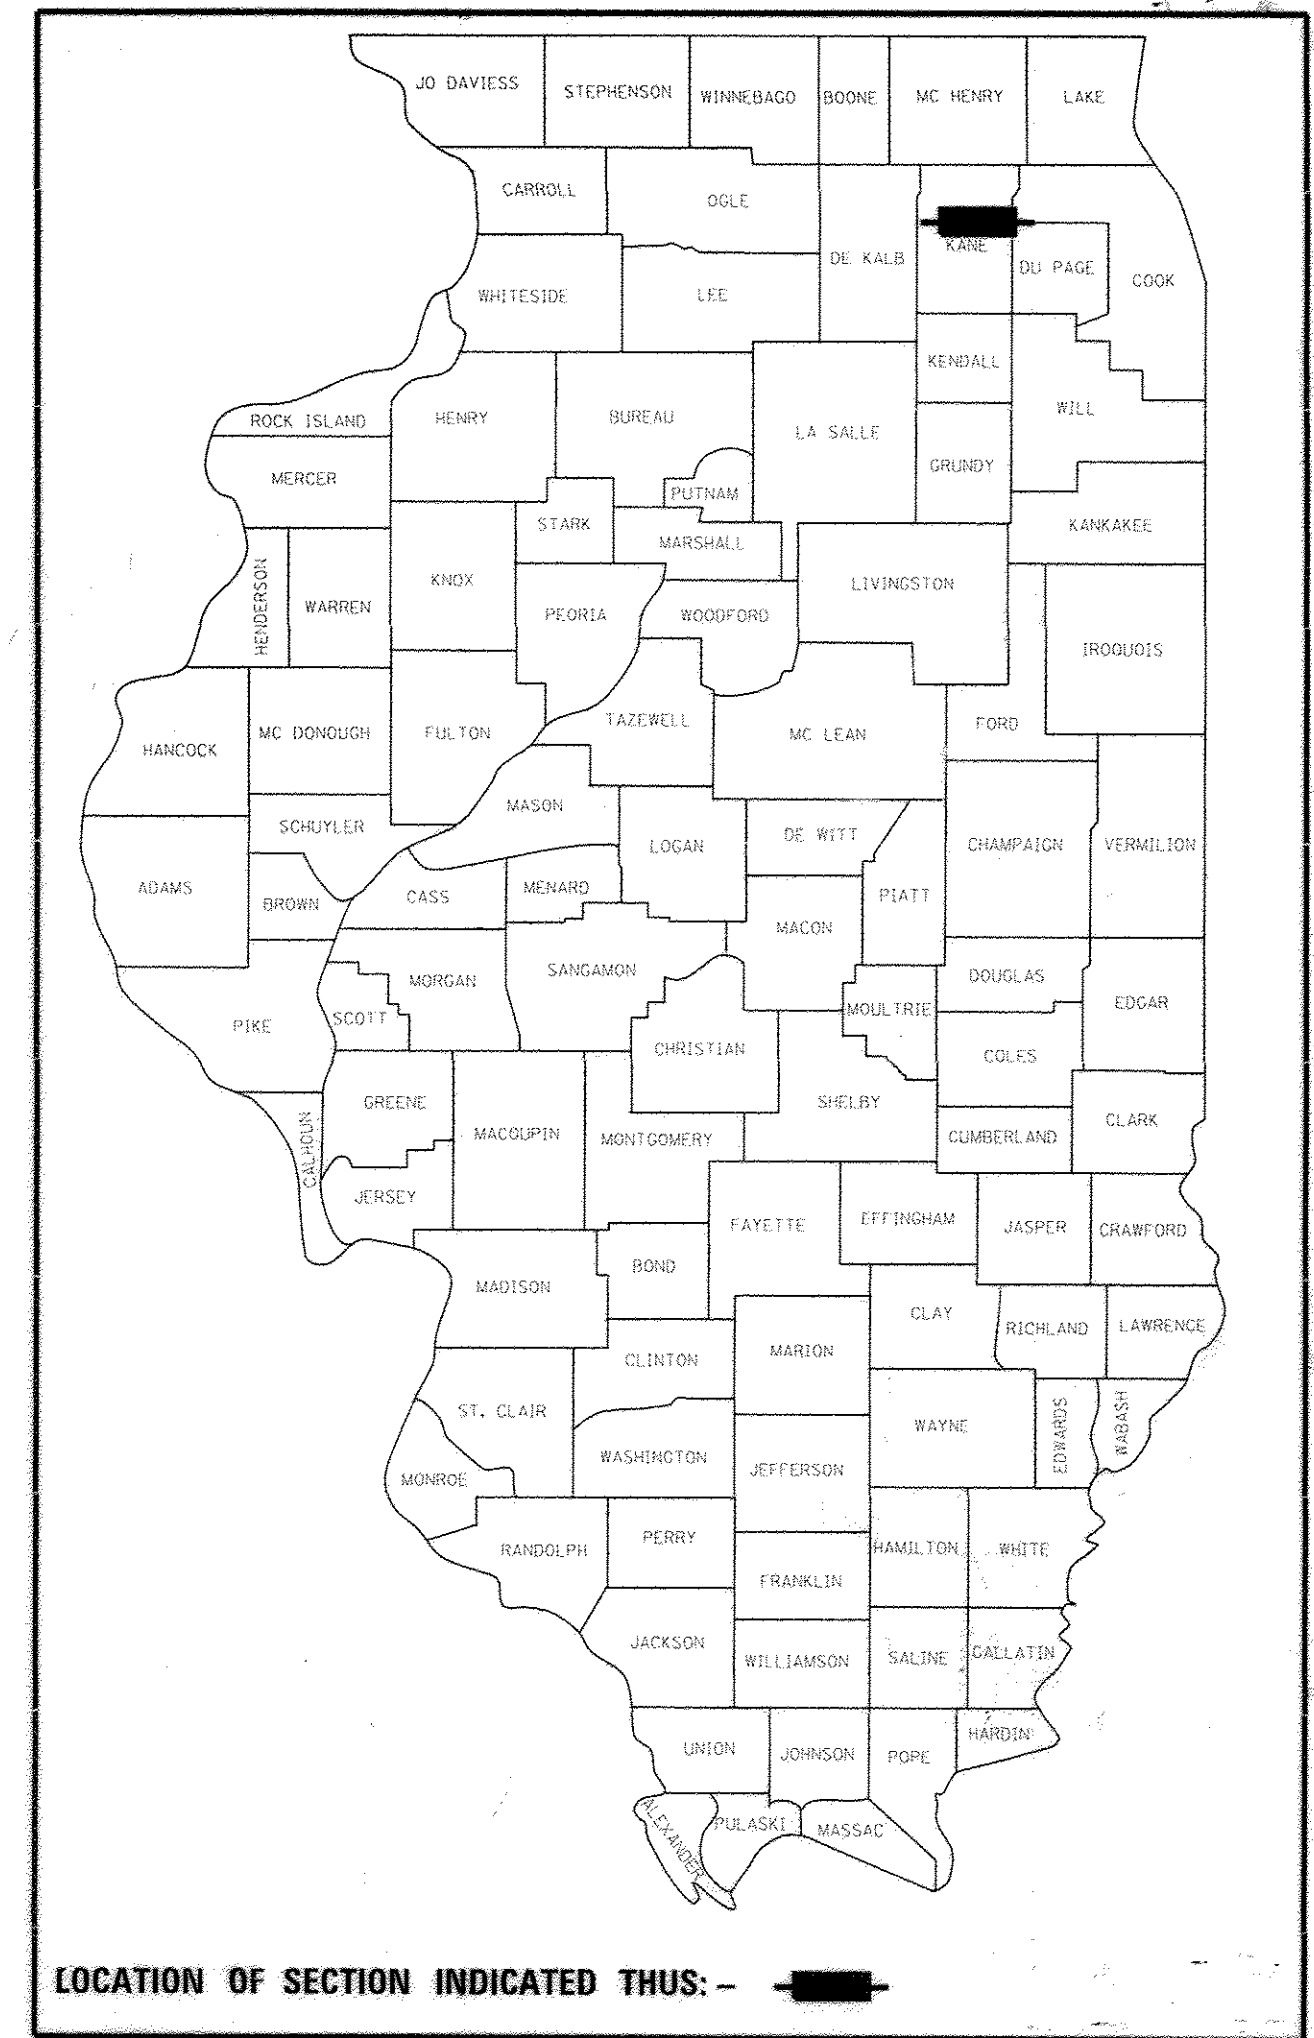 JO DAVIESS
STEPHENSON
WINNEBAGO
BOONE
MC HENRY
LAKE
CARROLL
OGLE
DE KALB
KANE
DU PAGE
COOK
WHITESIDE
LEE
KENDALL
ROCK ISLAND
HENRY
BUREAU
LA SALLE
WILL
MERCER
PUTNAM
GRUNDY
STARK
MARSHALL
KANKAKEE
HENDERSON
WARREN
KNOX
PEORIA
WOODFORD
LIVINGSTON
IROQUOIS
HANCOCK
MC DONOUGH
FULTON
TAZEWELL
MC LEAN
FORD
SCHUYLER
MASON
LOGAN
DE WITT
CHAMPAIGN
VERMILION
ADAMS
BROWN
CASS
MENARD
PIATT
MACON
PIKE
SCOTT
MORGAN
SANGAMON
CHRISTIAN
MOULTRIE
DOUGLAS
EDGAR
COLES
CALHOUN
GREENE
MACOUPIN
MONTGOMERY
SHELBY
CUMBERLAND
CLARK
JERSEY
FAYETTE
EFFINGHAM
JASPER
CRAWFORD
MADISON
BOND
CLAY
RICHLAND
LAWRENCE
CLINTON
MARION
ST. CLAIR
WASHINGTON
WAYNE
EDWARDS
WABASH
MONROE
JEFFERSON
RANDOLPH
PERRY
HAMILTON
WHITE
FRANKLIN
JACKSON
WILLIAMSON
SALINE
GALLATIN
UNION
JOHNSON
POPE
HARDIN
ALEXANDER
PULASKI
MASSAC
LOCATION OF SECTION INDICATED THUS: –